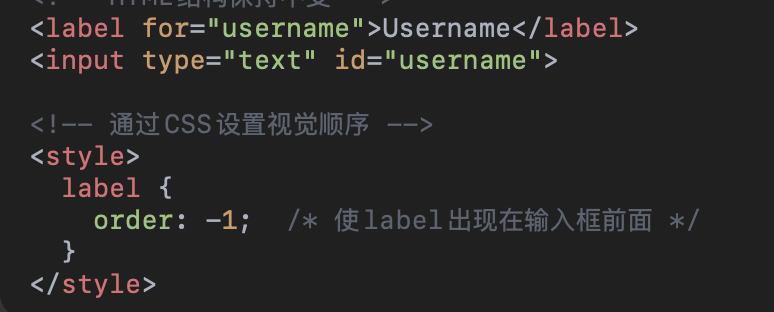 <label for="username">Username</label>
<input type="text" id="username">
<!-- 通过CSS设置视觉顺序 -->
<style>
label {
order: -1; /* 使label出现在输入框前面 */
}
</style>